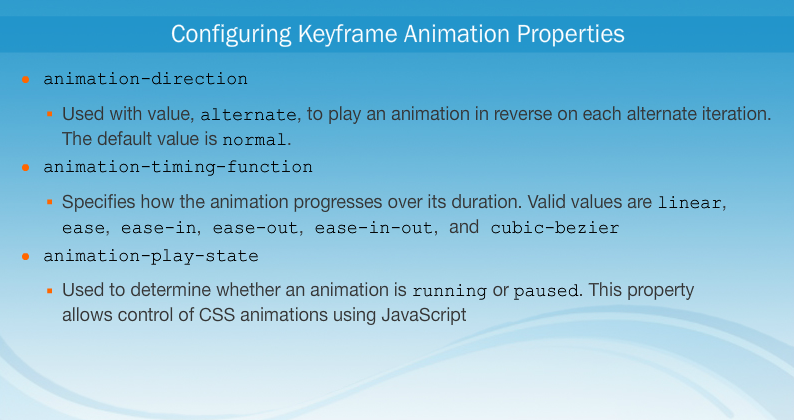 Configuring Keyframe Animation Properties
• animation-direction
▪ Used with value, alternate, to play an animation in reverse on each alternate iteration.
The default value is normal.
• animation-timing-function
▪ Specifies how the animation progresses over its duration. Valid values are linear,
ease, ease-in, ease-out, ease-in-out, and cubic-bezier
• animation-play-state
▪ Used to determine whether an animation is running or paused. This property
allows control of CSS animations using JavaScript